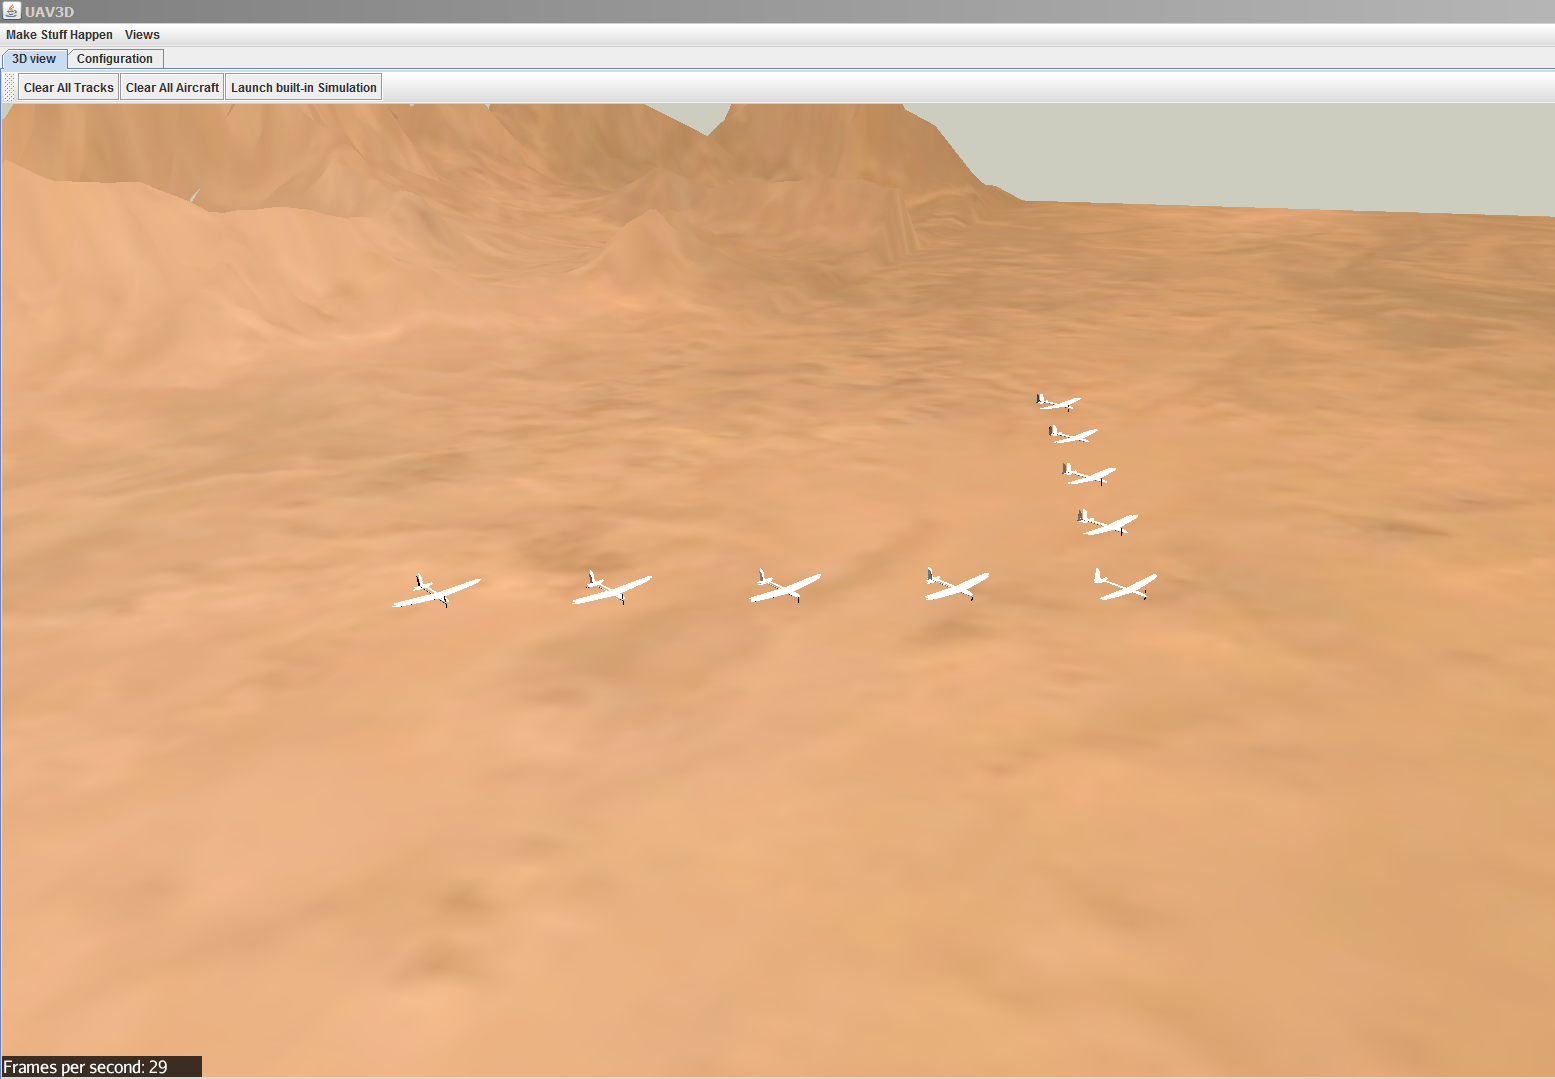 UAV3D
Make Stuff Happen Views
3D view Configuration
Clear All Tracks Clear All Aircraft Launch built-in Simulation
Frames per second: 29